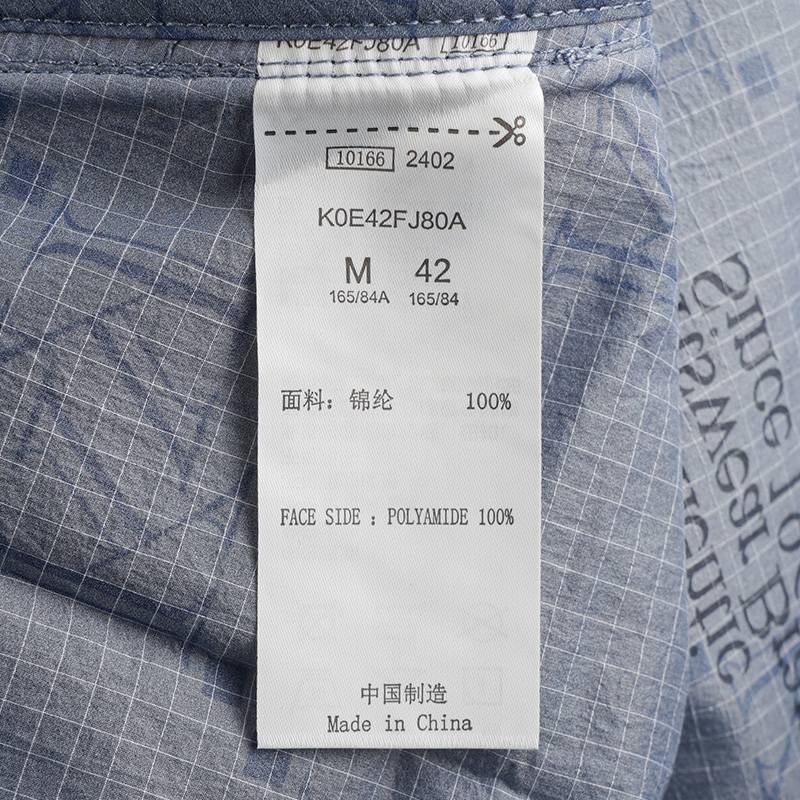 K0E42FJ80A 10166
10166 2402
K0E42FJ80A
M 42
165/84A 165/84
面料：锦纶 100%
FACE SIDE : POLYAMIDE 100%
中国制造
Made in China
Since